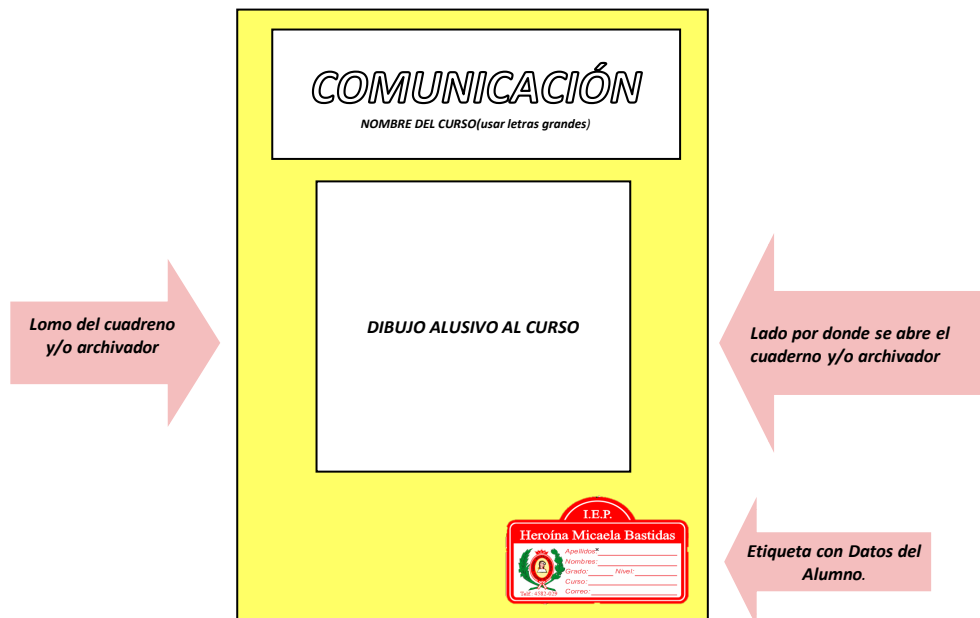 COMUNICACIÓN
NOMBRE DEL CURSO(usar letras grandes)
DIBUJO ALUSIVO AL CURSO
Lomo del cuadreno
y/o archivador
Lado por donde se abre el
cuaderno y/o archivador
I.E.P.
Heroína Micaela Bastidas
Apellidos:
Nombres:
Grado: Nivel:
Curso:
Correo:
Etiqueta con Datos del
Alumno.